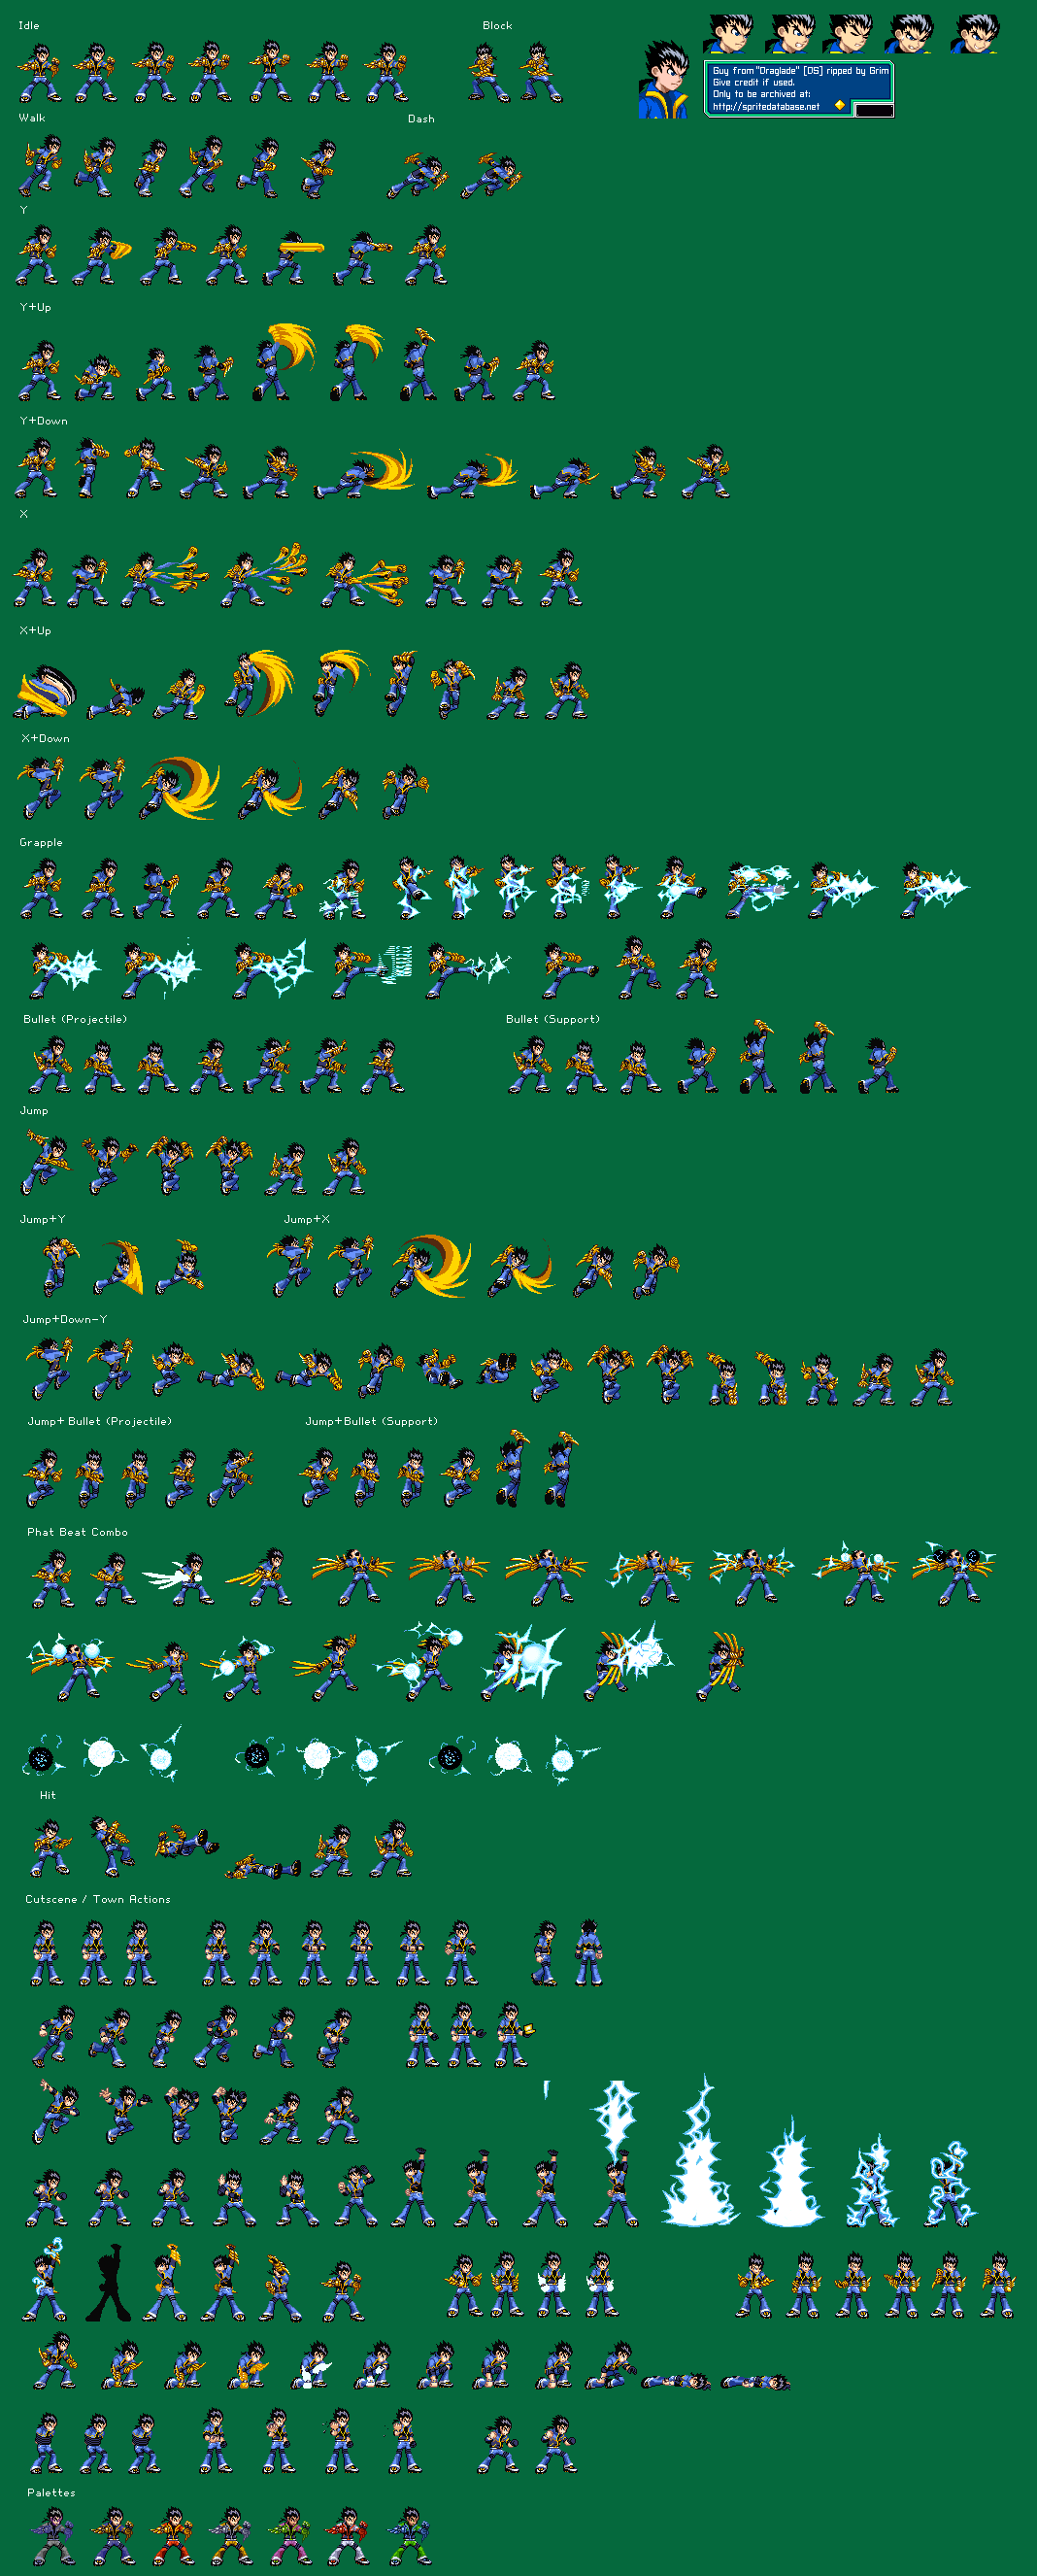 Idle
Block
Guy from "Draglade" [DS] ripped by Grim
Give credit if used.
Only to be archived at:
http://spritedatabase.net
Walk
Dash
Y
Y+Up
Y+Down
X
X+Up
X+Down
Grapple
Bullet (Projectile)
Bullet (Support)
Jump
Jump+Y
Jump+X
Jump+Down-Y
Jump+ Bullet (Projectile)
Jump+Bullet (Support)
Phat Beat Combo
Hit
Cutscene / Town Actions
Palettes